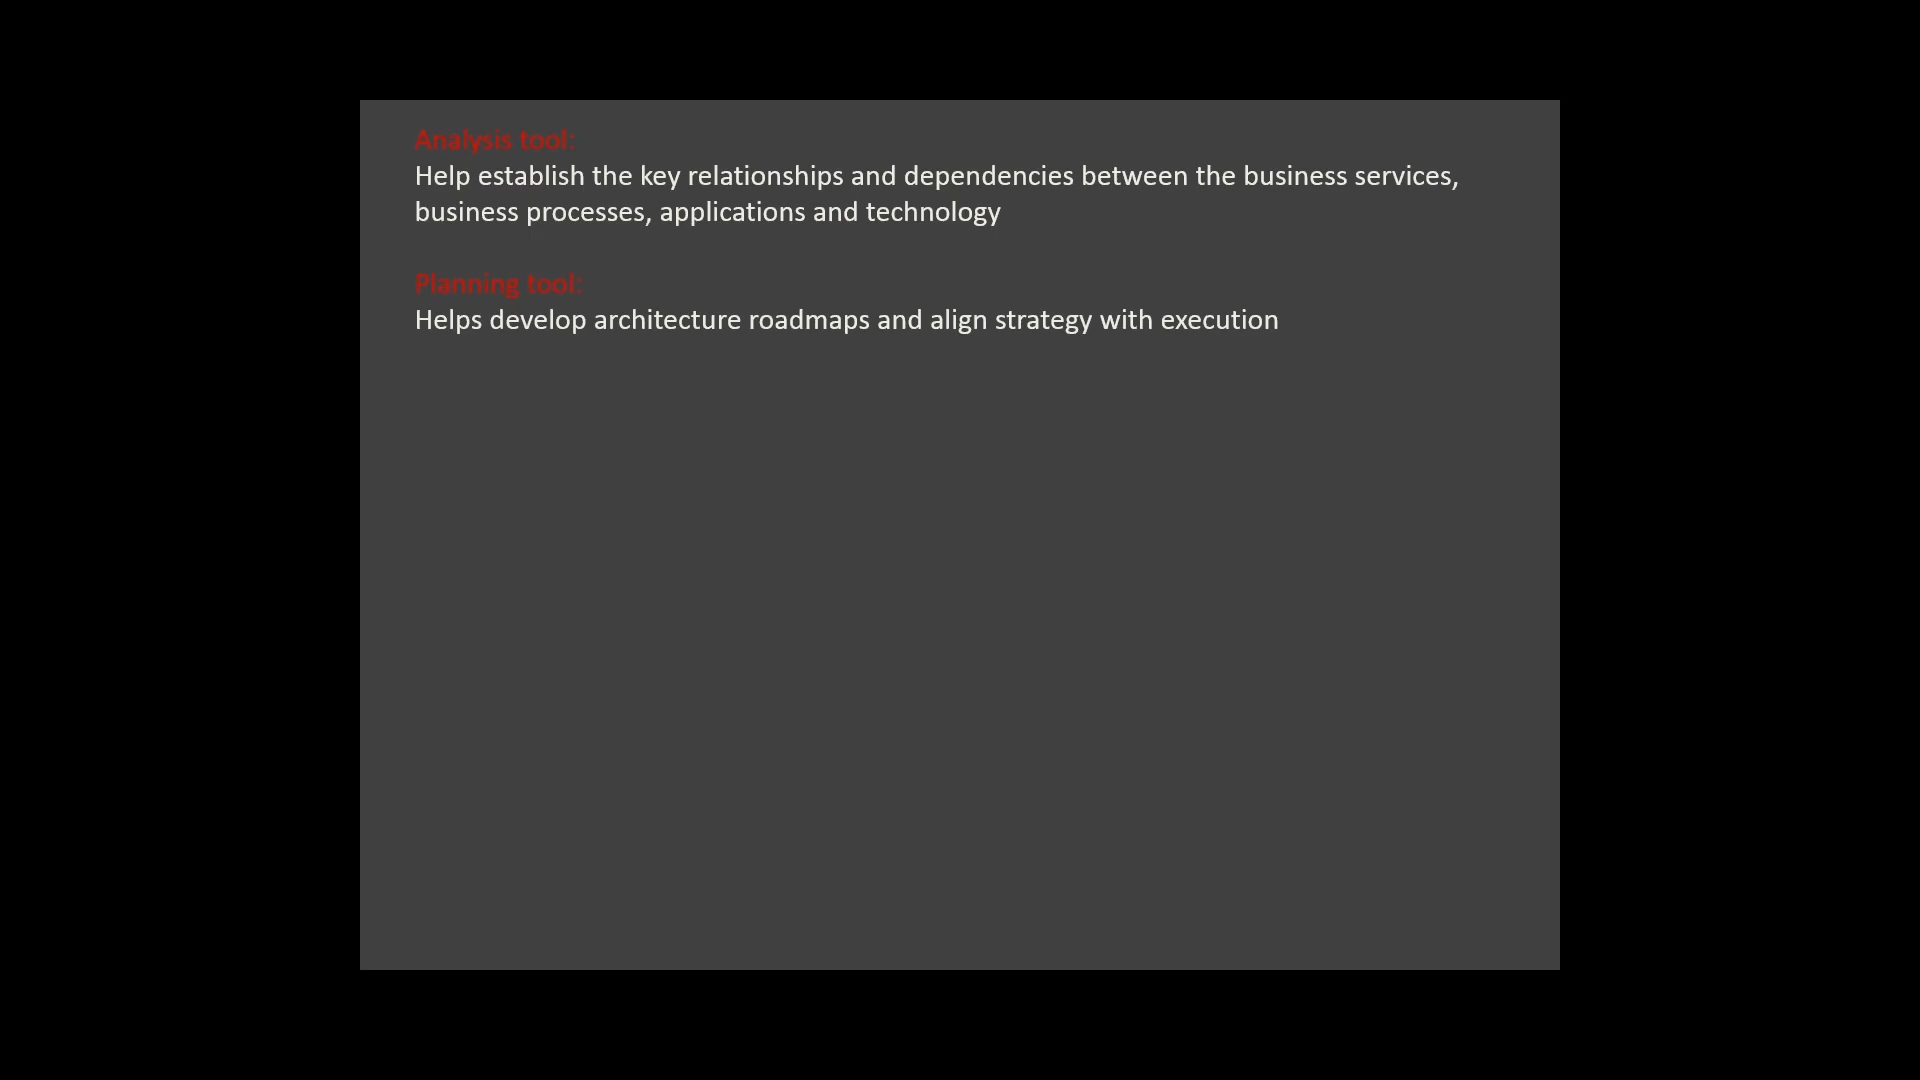 Analysis tool:
Help establish the key relationships and dependencies between the business services,
business processes, applications and technology
Planning tool:
Helps develop architecture roadmaps and align strategy with execution